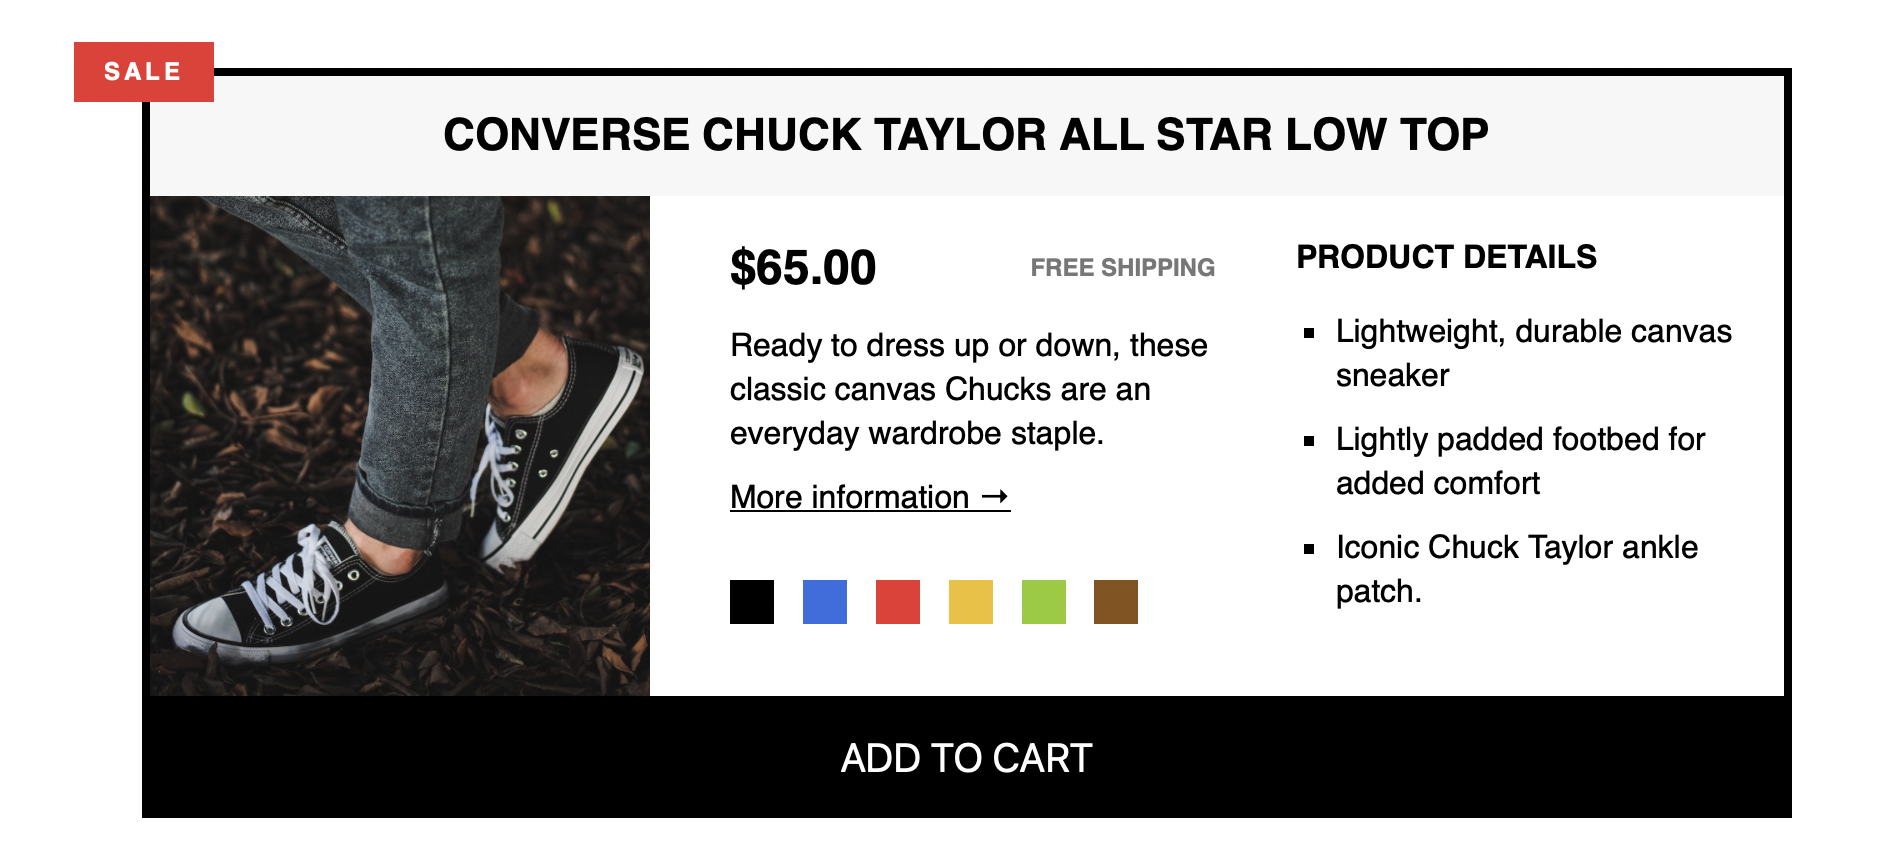 SALE
CONVERSE CHUCK TAYLOR ALL STAR LOW TOP
$65.00
FREE SHIPPING
Ready to dress up or down, these
classic canvas Chucks are an
everyday wardrobe staple.
More information →
PRODUCT DETAILS
▪ Lightweight, durable canvas
sneaker
▪ Lightly padded footbed for
added comfort
▪ Iconic Chuck Taylor ankle
patch.
ADD TO CART